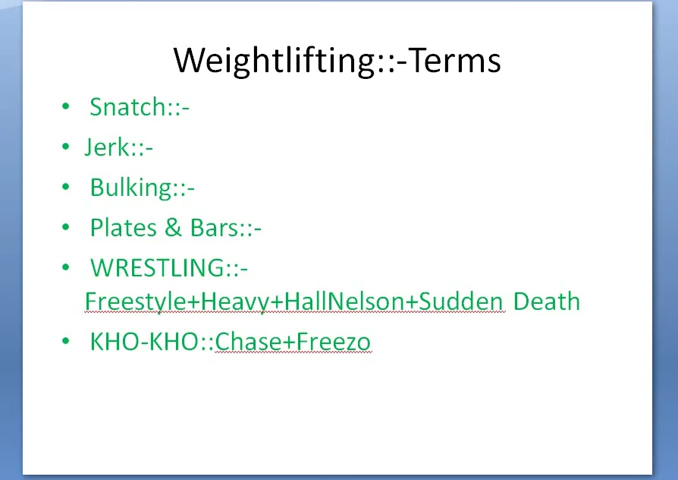 Weightlifting::-Terms
• Snatch::-
• Jerk::-
• Bulking::-
• Plates & Bars::-
• WRESTLING::-
Freestyle+Heavy+HallNelson+Sudden Death
• KHO-KHO::Chase+Freezo